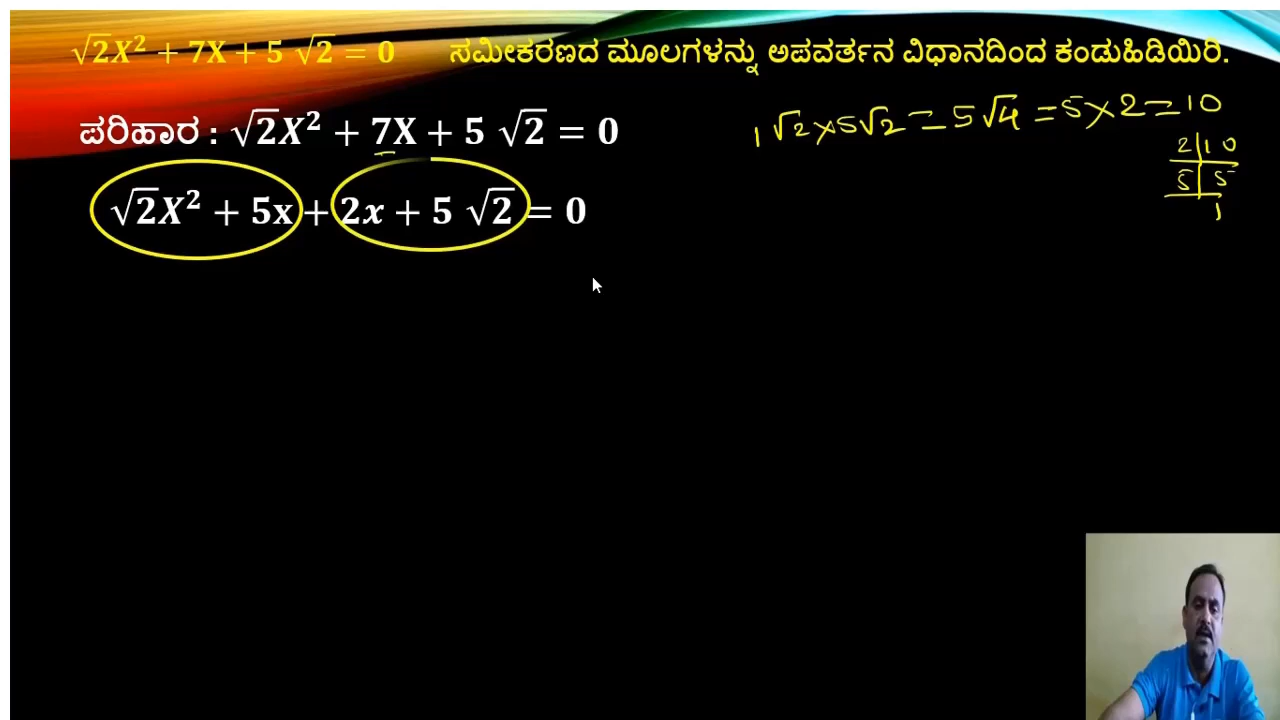 √2X² + 7X + 5 √2 = 0 ಸಮೀಕರಣದ ಮೂಲಗಳನ್ನು ಅಪವರ್ತನ ವಿಧಾನದಿಂದ ಕಂಡುಹಿಡಿಯಿರಿ.
ಪರಿಹಾರ : √2X² + 7X + 5 √2 = 0
1√2×5√2 = 5√4 = 5×2 = 10
2|10
5|5
1
√2X² + 5x + 2x + 5 √2 = 0